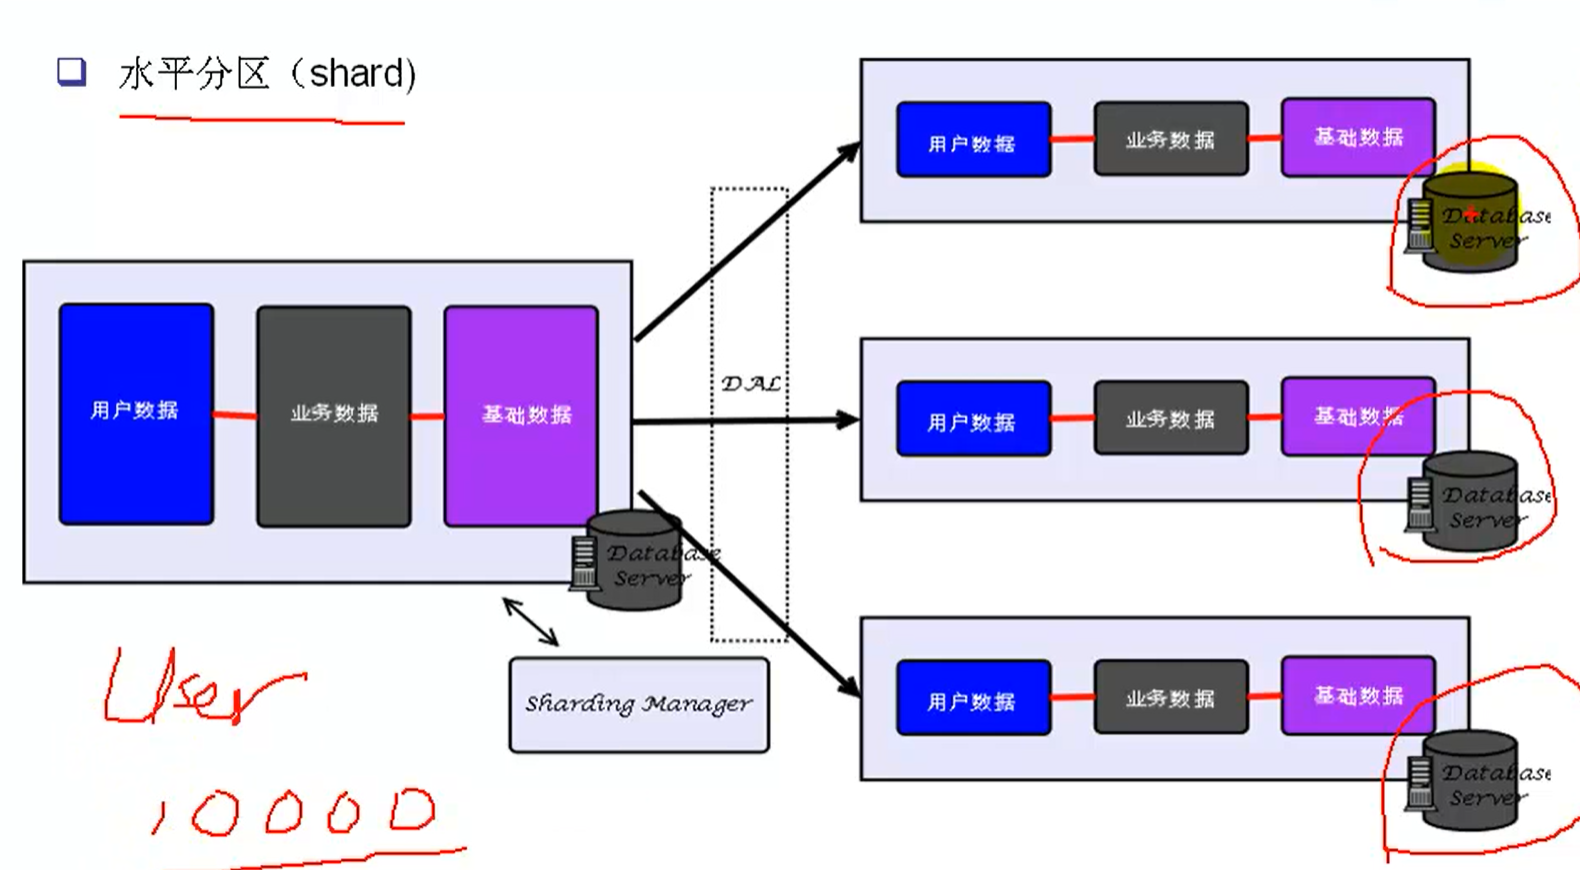 水平分区（shard)
用户数据
业务数据
基础数据
Database
Server
DAL
Sharding Manager
用户数据
业务数据
基础数据
Database
Server
用户数据
业务数据
基础数据
Database
Server
用户数据
业务数据
基础数据
Database
Server
User
10000